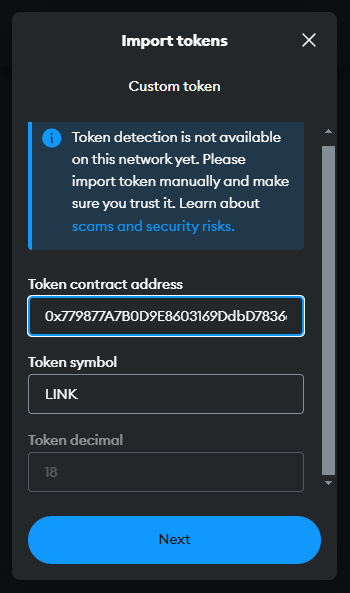 Import tokens
Custom token
Token detection is not available
on this network yet. Please
import token manually and make
sure you trust it. Learn about
scams and security risks.
Token contract address
0x779877A7B0D9E8603169DdbD7836
Token symbol
LINK
Token decimal
18
Next